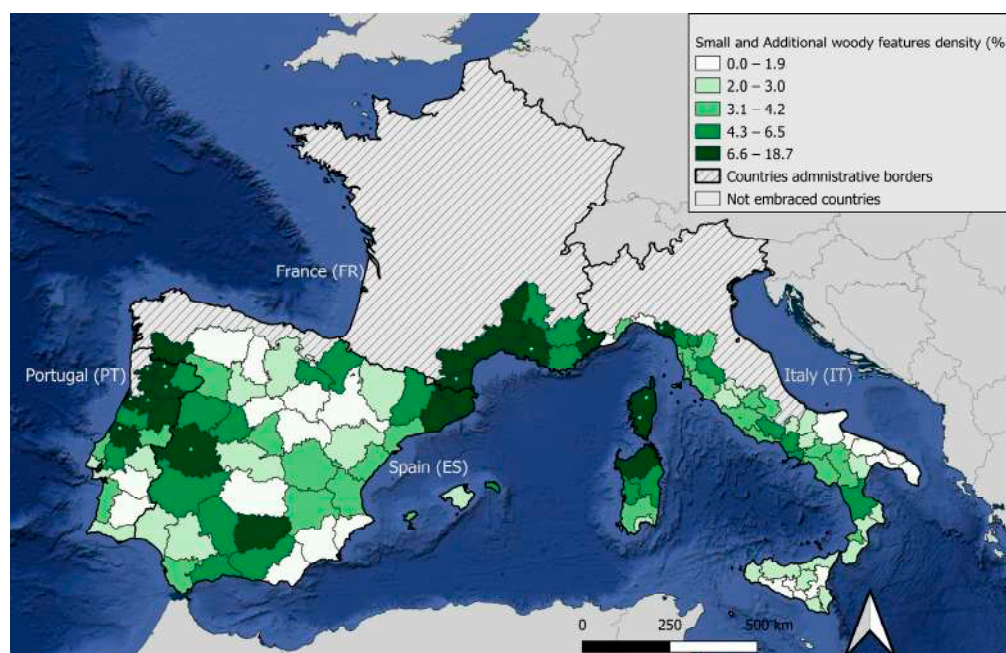 Small and Additional woody features density (%
0.0 – 1.9
2.0 – 3.0
3.1 – 4.2
4.3 – 6.5
6.6 – 18.7
Countries admnistrative borders
Not embraced countries
France (FR)
Portugal (PT)
Italy (IT)
Spain (ES)
0 250 500 km